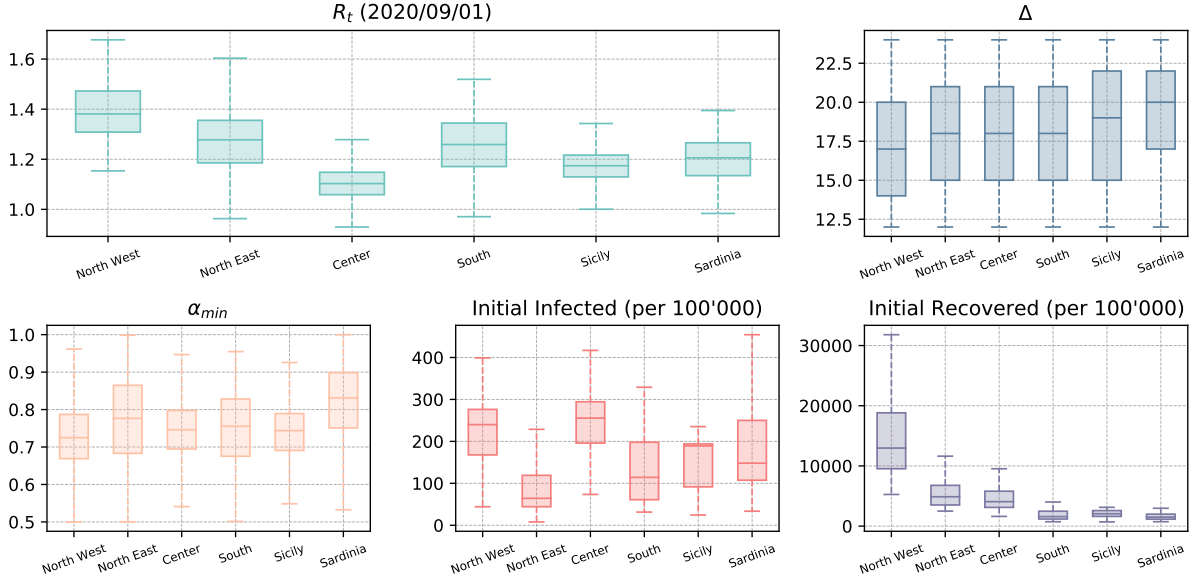 R_t (2020/09/01)
1.6
1.4
1.2
1.0
North West
North East
Center
South
Sicily
Sardinia
Δ
22.5
20.0
17.5
15.0
12.5
North West
North East
Center
South
Sicily
Sardinia
α_min
1.0
0.9
0.8
0.7
0.6
0.5
North West
North East
Center
South
Sicily
Sardinia
Initial Infected (per 100'000)
400
300
200
100
0
North West
North East
Center
South
Sicily
Sardinia
Initial Recovered (per 100'000)
30000
20000
10000
0
North West
North East
Center
South
Sicily
Sardinia